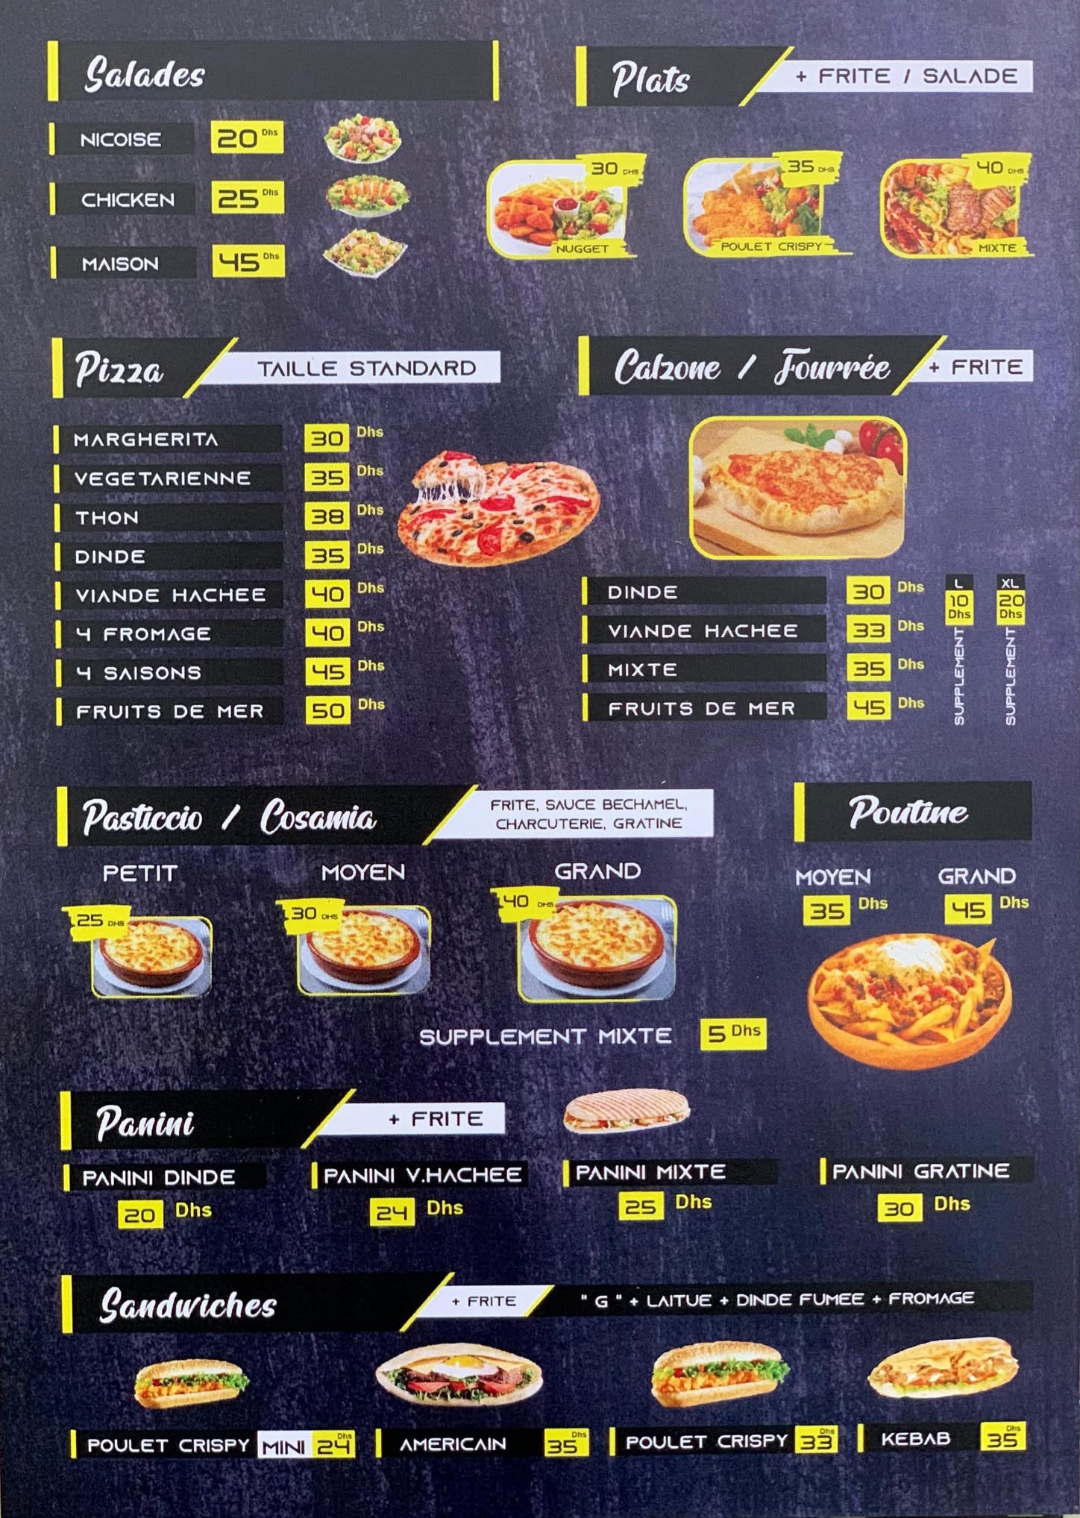 Salades
NICOISE 20 Dhs
CHICKEN 25 Dhs
MAISON 45 Dhs
Plats + FRITE / SALADE
30 DHS NUGGET
35 DHS POULET CRISPY
40 DHS MIXTE
Pizza TAILLE STANDARD
MARGHERITA 30 Dhs
VEGETARIENNE 35 Dhs
THON 38 Dhs
DINDE 35 Dhs
VIANDE HACHEE 40 Dhs
4 FROMAGE 40 Dhs
4 SAISONS 45 Dhs
FRUITS DE MER 50 Dhs
Calzone / Fourrée + FRITE
DINDE 30 Dhs
VIANDE HACHEE 33 Dhs
MIXTE 35 Dhs
FRUITS DE MER 45 Dhs
L 10 Dhs SUPPLEMENT
XL 20 Dhs SUPPLEMENT
Pasticcio / Cosamia
FRITE, SAUCE BECHAMEL,
CHARCUTERIE, GRATINE
PETIT MOYEN GRAND
25 DHS 30 DHS 40 DHS
SUPPLEMENT MIXTE 5 Dhs
Poutine
MOYEN GRAND
35 Dhs 45 Dhs
Panini + FRITE
PANINI DINDE PANINI V.HACHEE PANINI MIXTE PANINI GRATINE
20 Dhs 24 Dhs 25 Dhs 30 Dhs
Sandwiches + FRITE " G " + LAITUE + DINDE FUMEE + FROMAGE
POULET CRISPY MINI 24 Dhs AMERICAIN 35 Dhs POULET CRISPY 33 Dhs KEBAB 35 Dhs